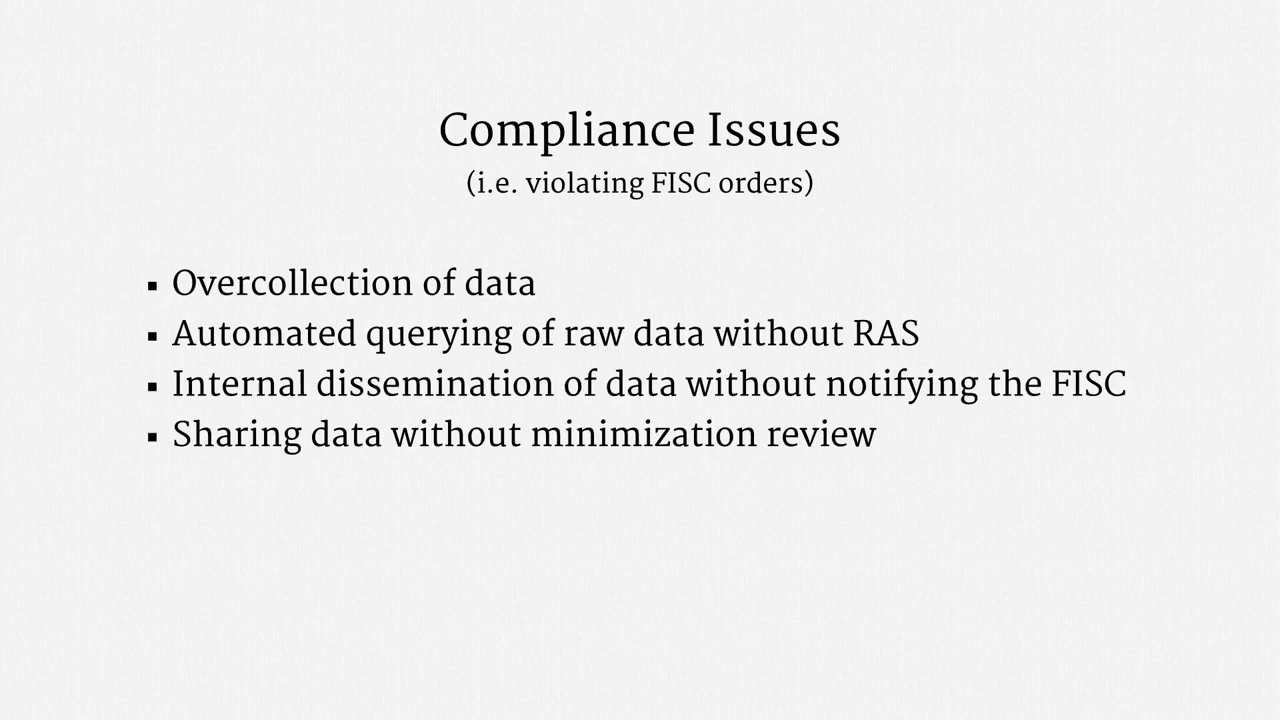 Compliance Issues
(i.e. violating FISC orders)
▪ Overcollection of data
▪ Automated querying of raw data without RAS
▪ Internal dissemination of data without notifying the FISC
▪ Sharing data without minimization review